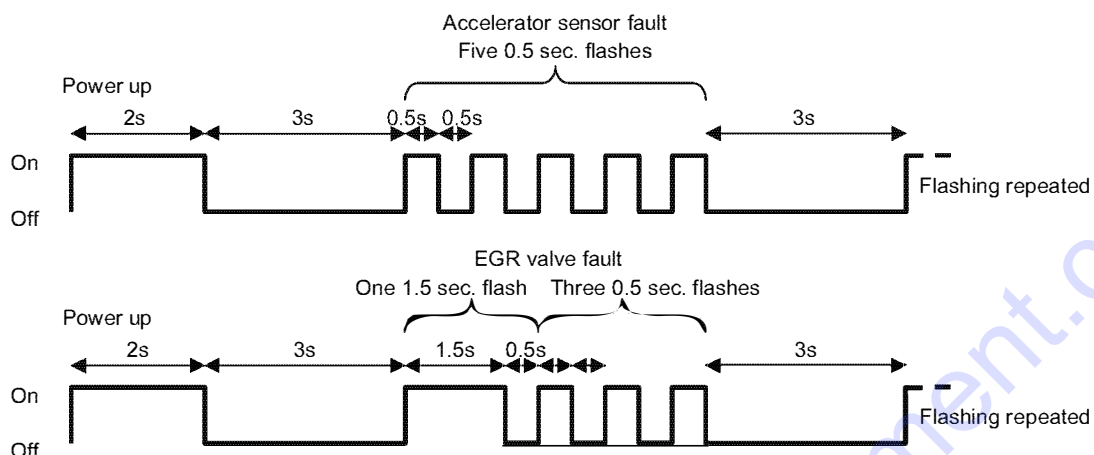 Accelerator sensor fault
Five 0.5 sec. flashes
Power up
2s 3s 0.5s 0.5s 3s
On
Flashing repeated
Off
EGR valve fault
One 1.5 sec. flash Three 0.5 sec. flashes
Power up
2s 3s 1.5s 0.5s 3s
On
Flashing repeated
Off